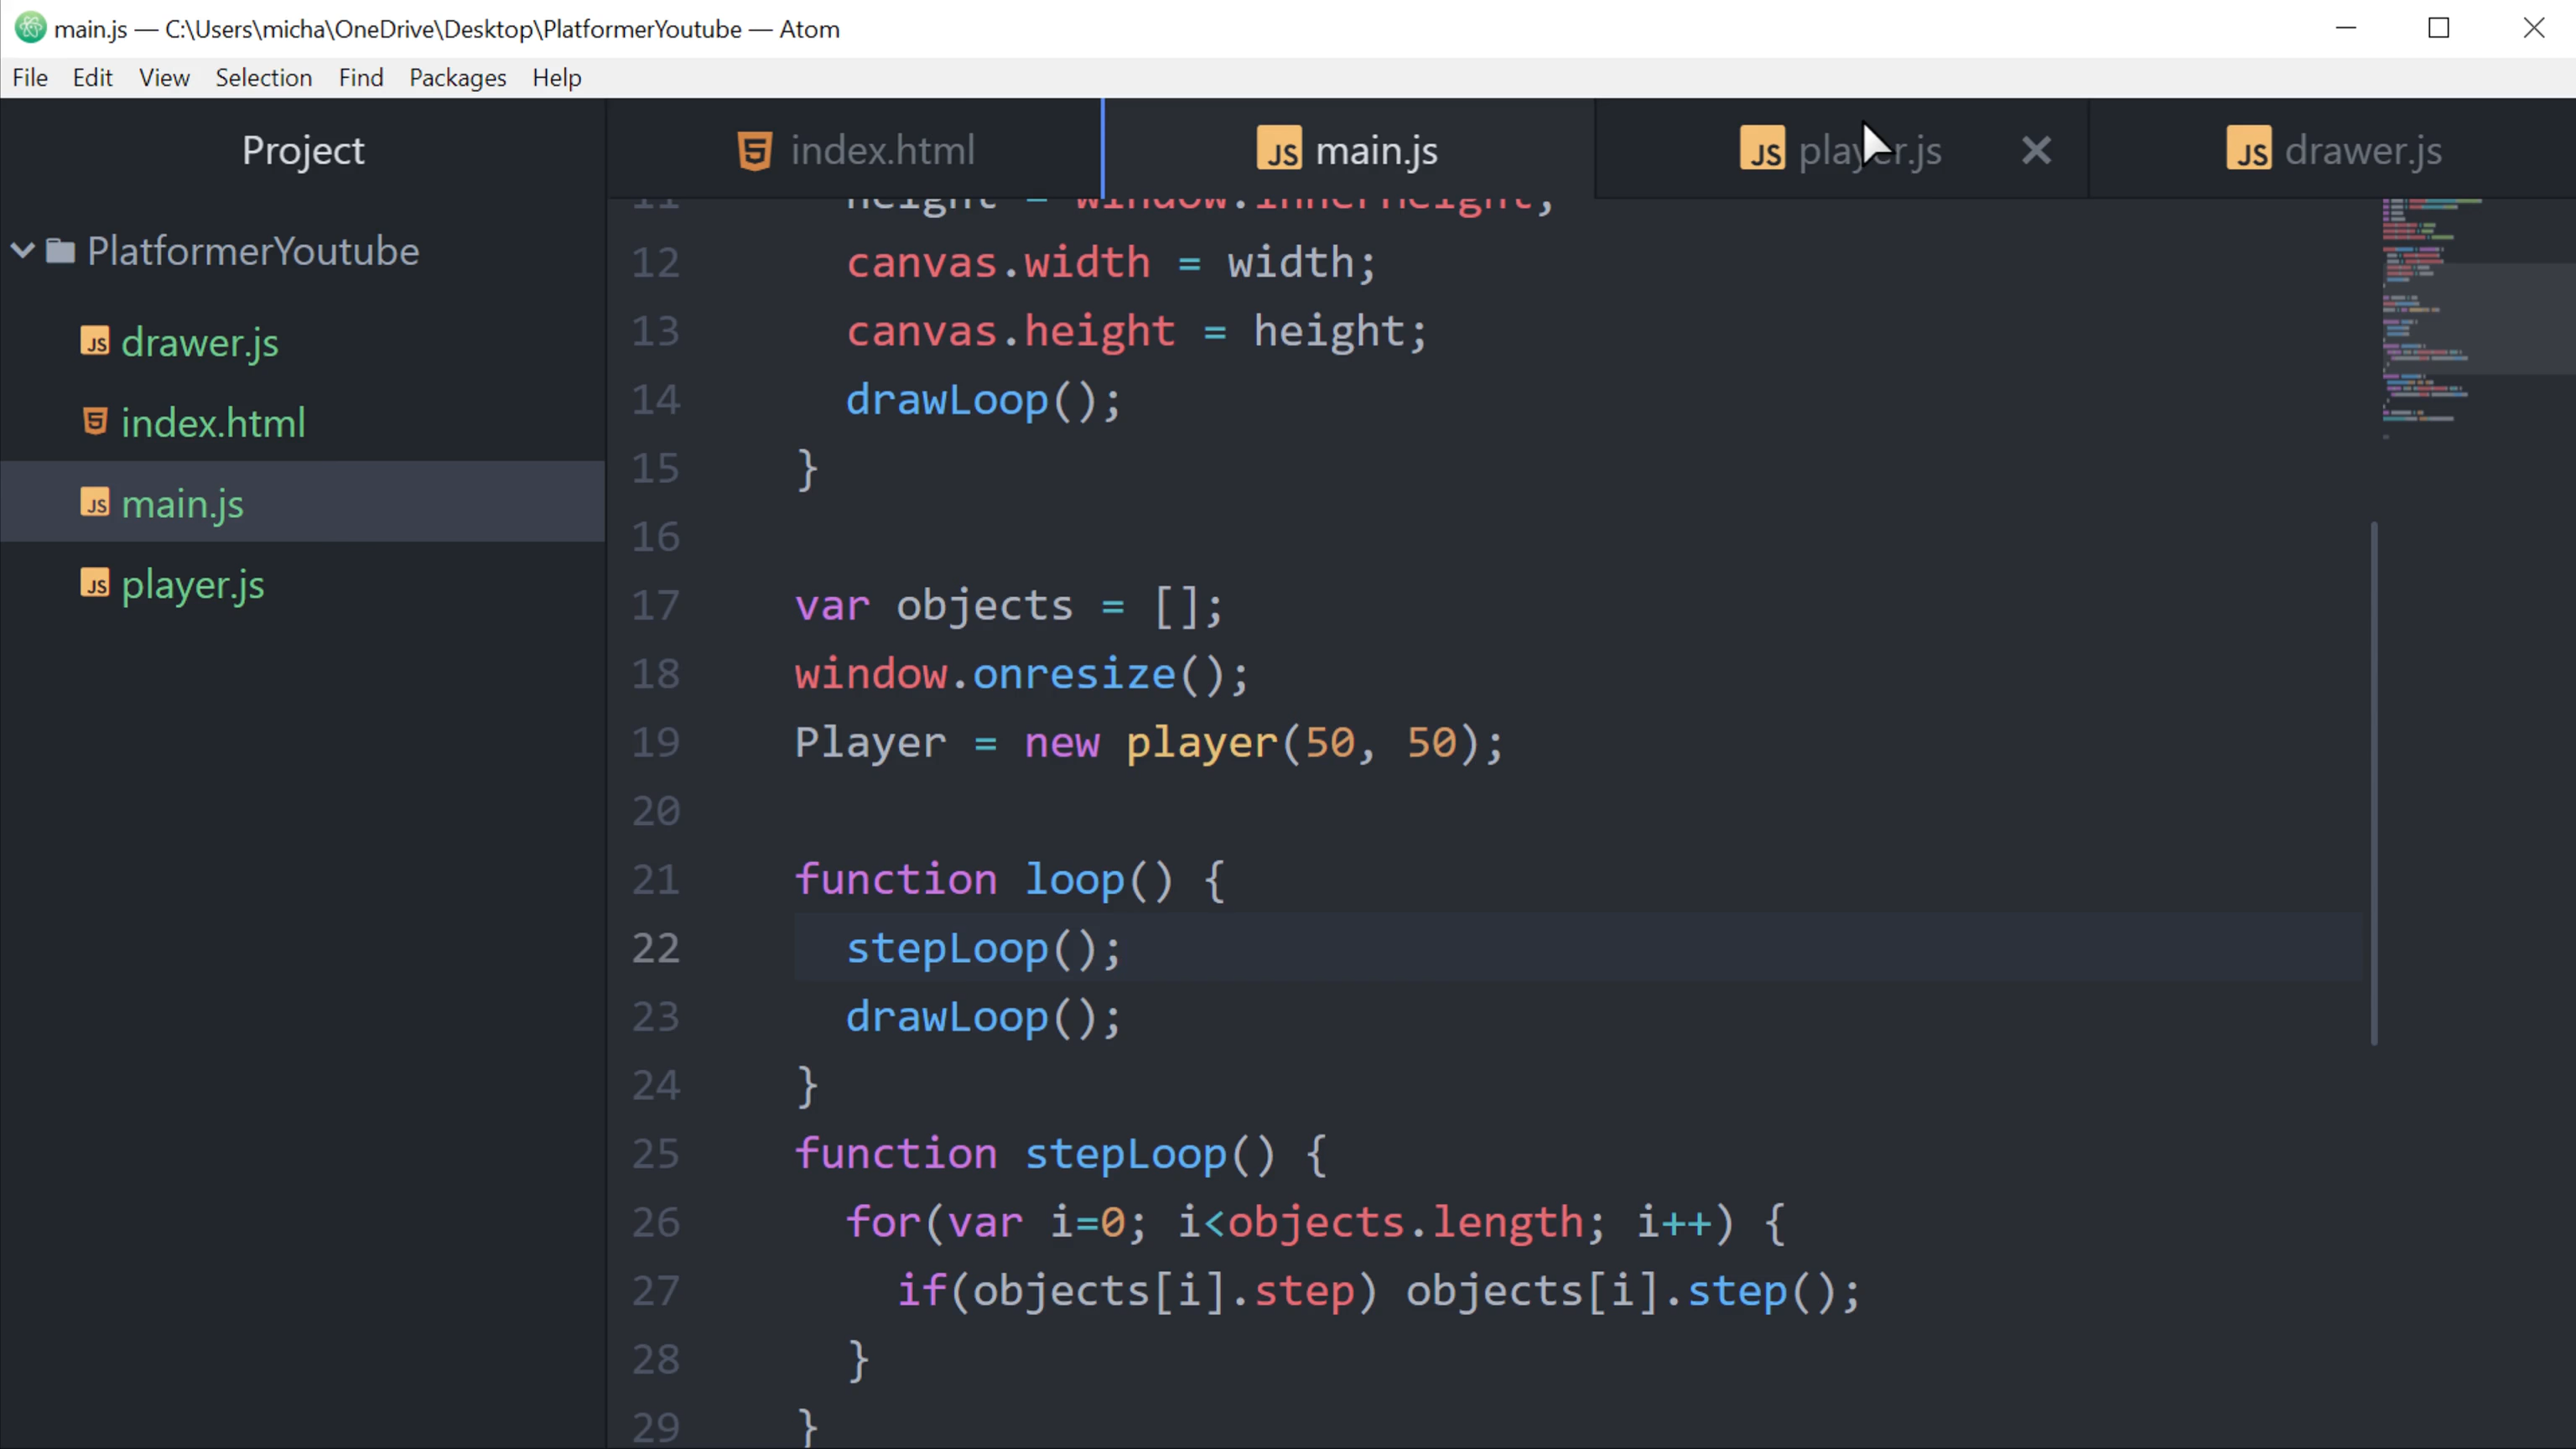 main.js — C:\Users\micha\OneDrive\Desktop\PlatformerYoutube — Atom
File Edit View Selection Find Packages Help
Project
PlatformerYoutube
drawer.js
index.html
main.js
player.js
index.html main.js player.js drawer.js
11 height = window.innerHeight;
12 canvas.width = width;
13 canvas.height = height;
14 drawLoop();
15 }
16
17 var objects = [];
18 window.onresize();
19 Player = new player(50, 50);
20
21 function loop() {
22 stepLoop();
23 drawLoop();
24 }
25 function stepLoop() {
26 for(var i=0; i<objects.length; i++) {
27 if(objects[i].step) objects[i].step();
28 }
29 }